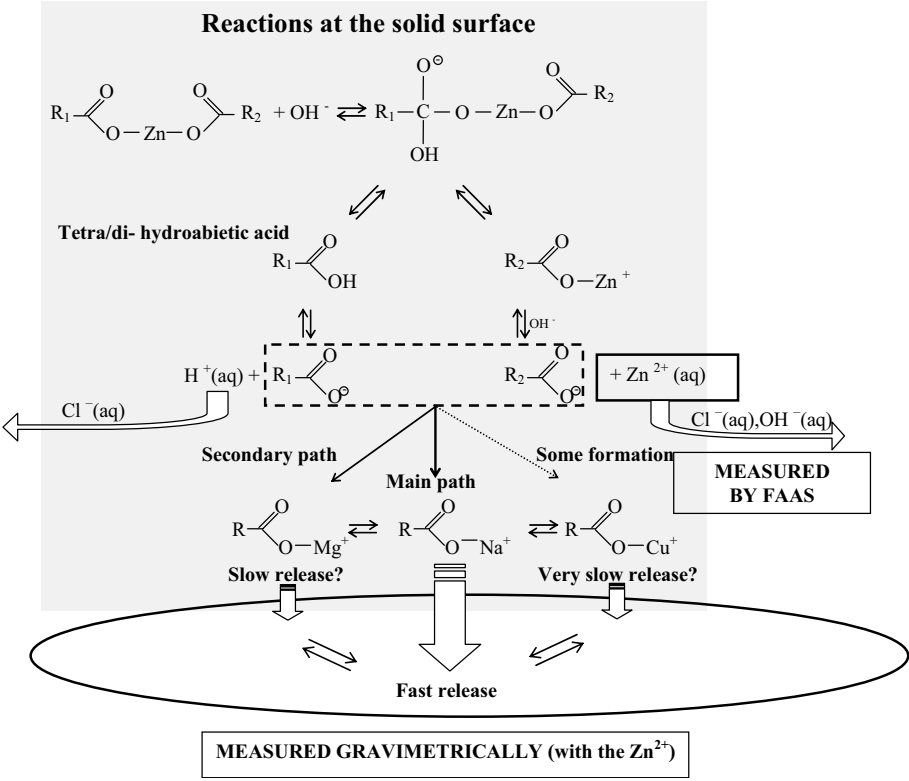 Reactions at the solid surface
R1 O O — Zn — O O R2 + OH - R1 — C — O — Zn — O O R2
O⊖
OH
Tetra/di- hydroabietic acid
R1 O OH
R2 O O — Zn +
OH -
H +(aq) + R1 O O⊖ R2 O O⊖ + Zn 2+ (aq)
Cl −(aq)
Cl −(aq),OH −(aq)
Secondary path
Main path
Some formation
MEASURED
BY FAAS
R O O — Mg+ R O O — Na+ R O O — Cu+
Slow release?
Very slow release?
Fast release
MEASURED GRAVIMETRICALLY (with the Zn2+)